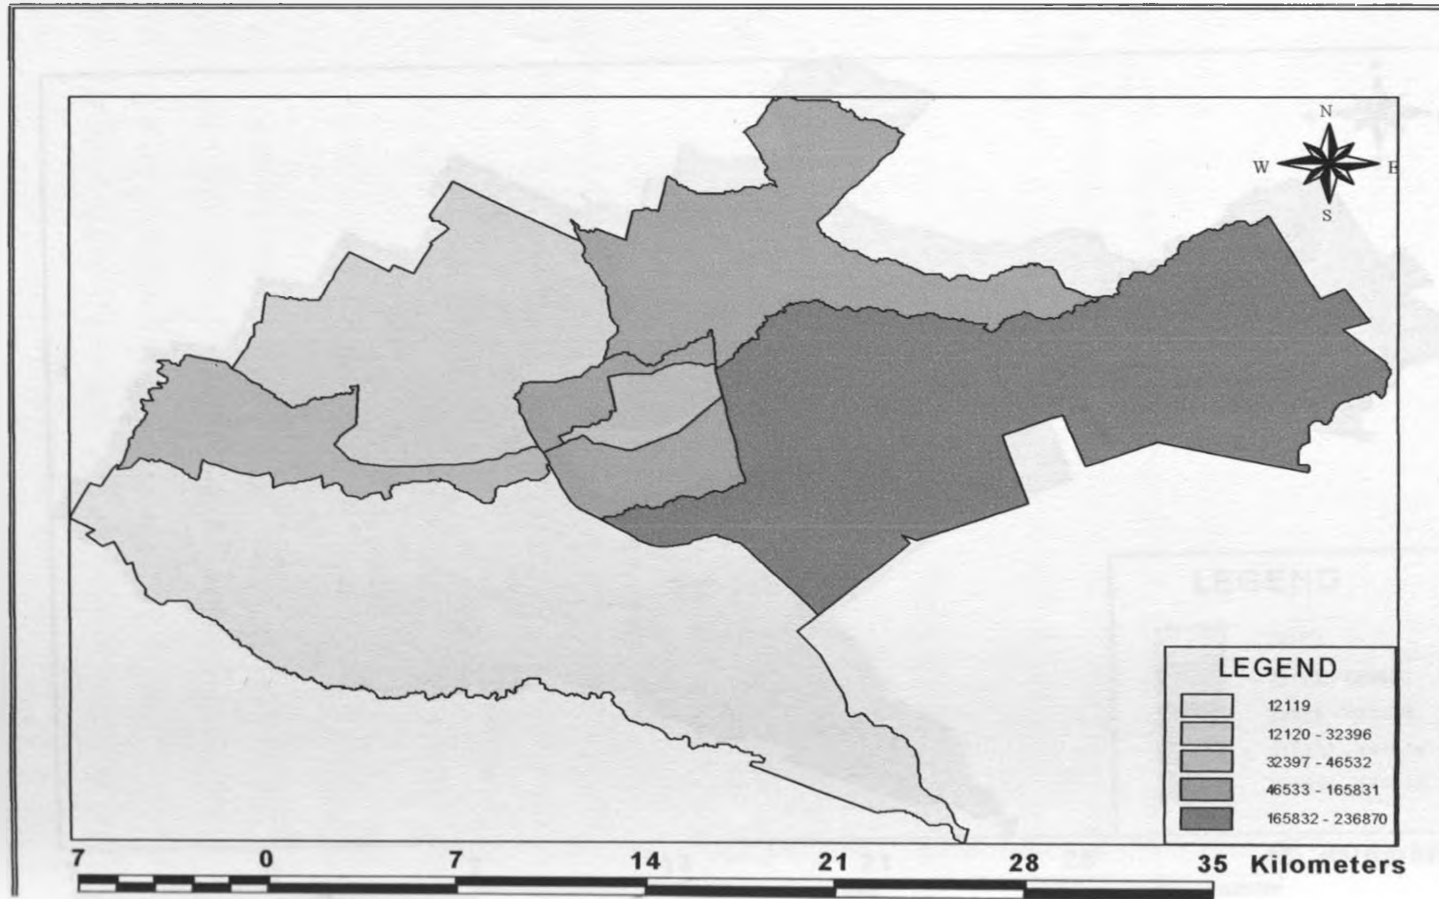 N
W E
S
LEGEND
12119
12120 - 32396
32397 - 46532
46533 - 165831
165832 - 236870
7 0 7 14 21 28 35 Kilometers